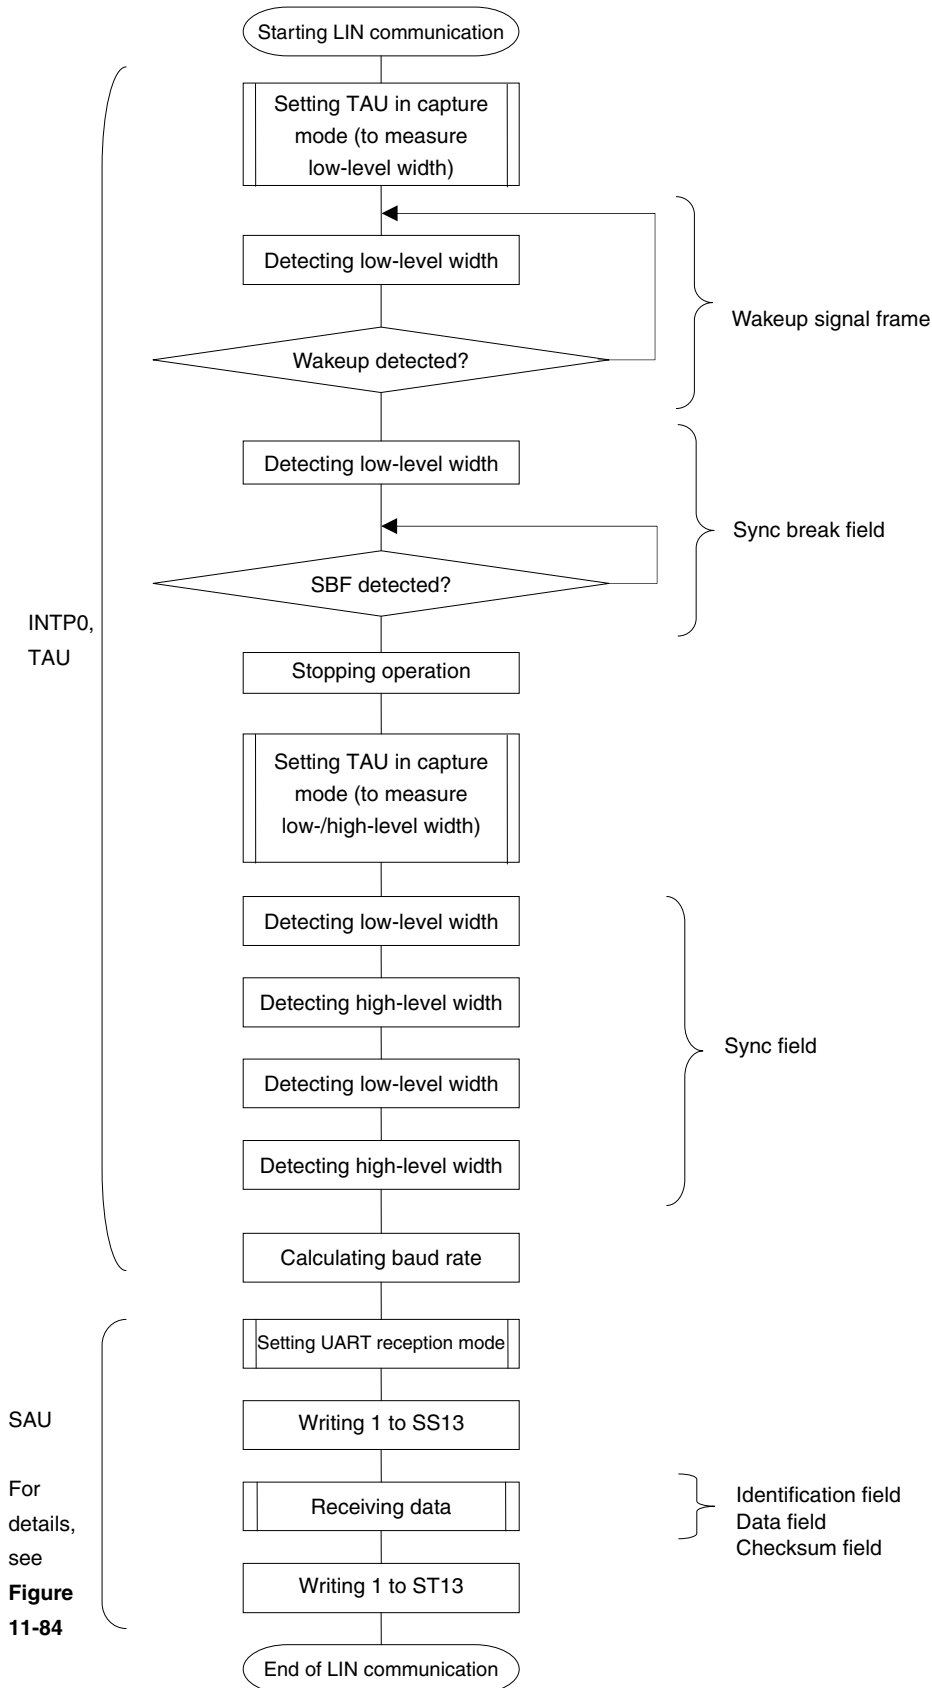 Starting LIN communication
Setting TAU in capture
mode (to measure
low-level width)
Detecting low-level width
Wakeup detected?
Wakeup signal frame
Detecting low-level width
SBF detected?
Sync break field
INTP0,
TAU
Stopping operation
Setting TAU in capture
mode (to measure
low-/high-level width)
Detecting low-level width
Detecting high-level width
Detecting low-level width
Detecting high-level width
Sync field
Calculating baud rate
Setting UART reception mode
Writing 1 to SS13
Receiving data
Writing 1 to ST13
SAU
For
details,
see
Figure
11-84
Identification field
Data field
Checksum field
End of LIN communication